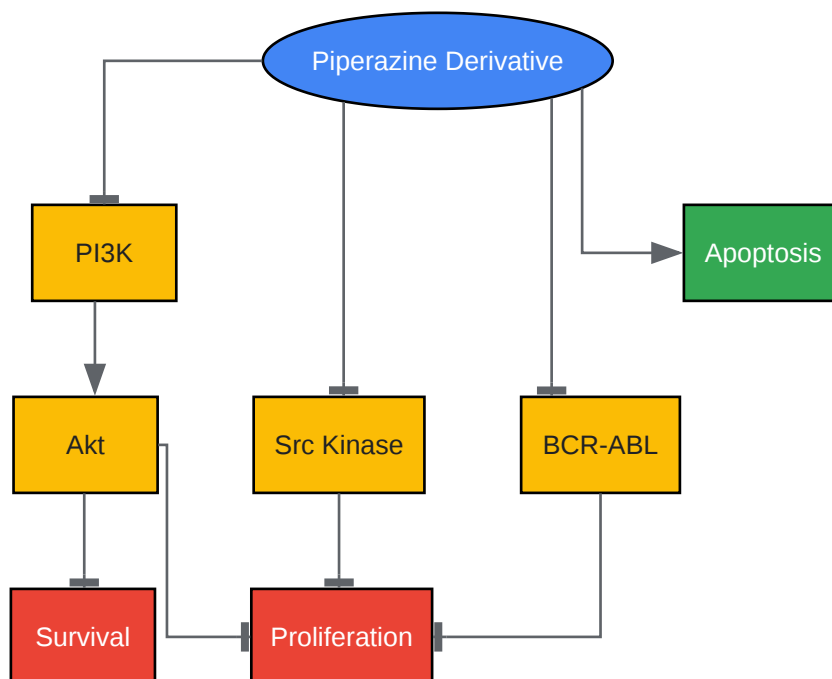 Piperazine Derivative
PI3K
Apoptosis
Akt
Src Kinase
BCR-ABL
Survival
Proliferation